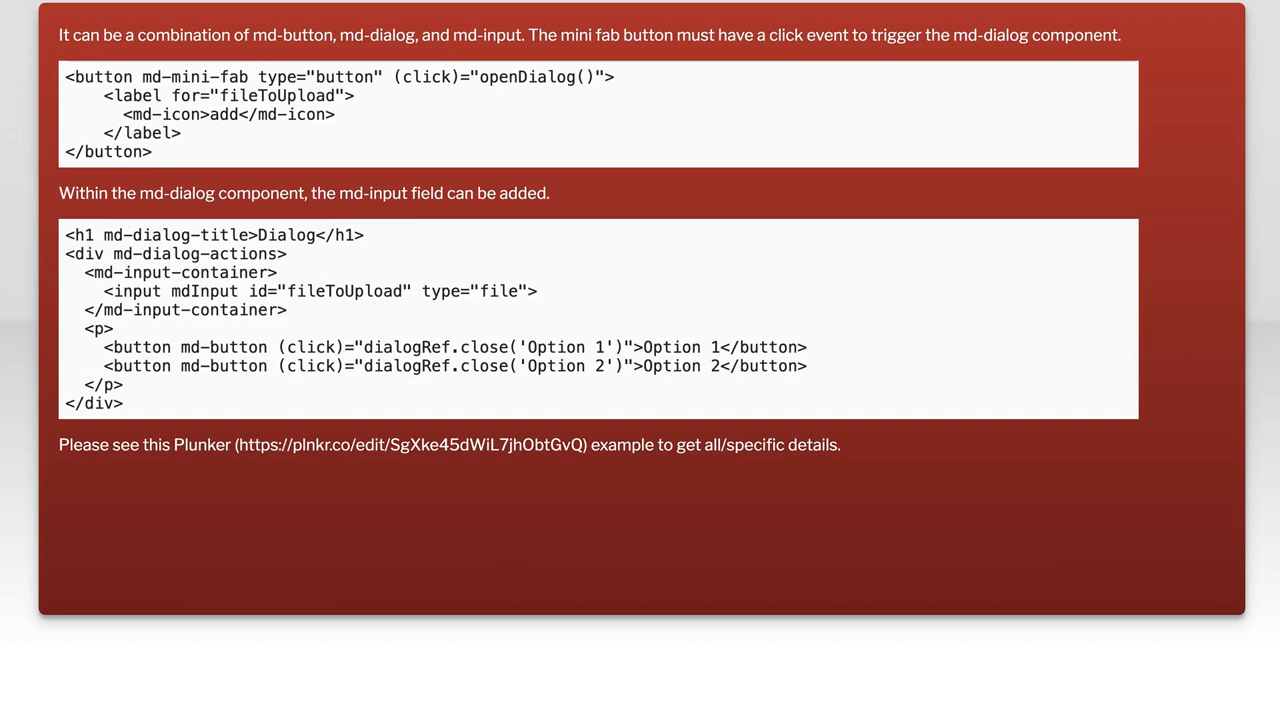 It can be a combination of md-button, md-dialog, and md-input. The mini fab button must have a click event to trigger the md-dialog component.
<button md-mini-fab type="button" (click)="openDialog()">
    <label for="fileToUpload">
      <md-icon>add</md-icon>
    </label>
</button>
Within the md-dialog component, the md-input field can be added.
<h1 md-dialog-title>Dialog</h1>
<div md-dialog-actions>
  <md-input-container>
    <input mdInput id="fileToUpload" type="file">
  </md-input-container>
  <p>
    <button md-button (click)="dialogRef.close('Option 1')">Option 1</button>
    <button md-button (click)="dialogRef.close('Option 2')">Option 2</button>
  </p>
</div>
Please see this Plunker (https://plnkr.co/edit/SgXke45dWiL7jhObtGvQ) example to get all/specific details.